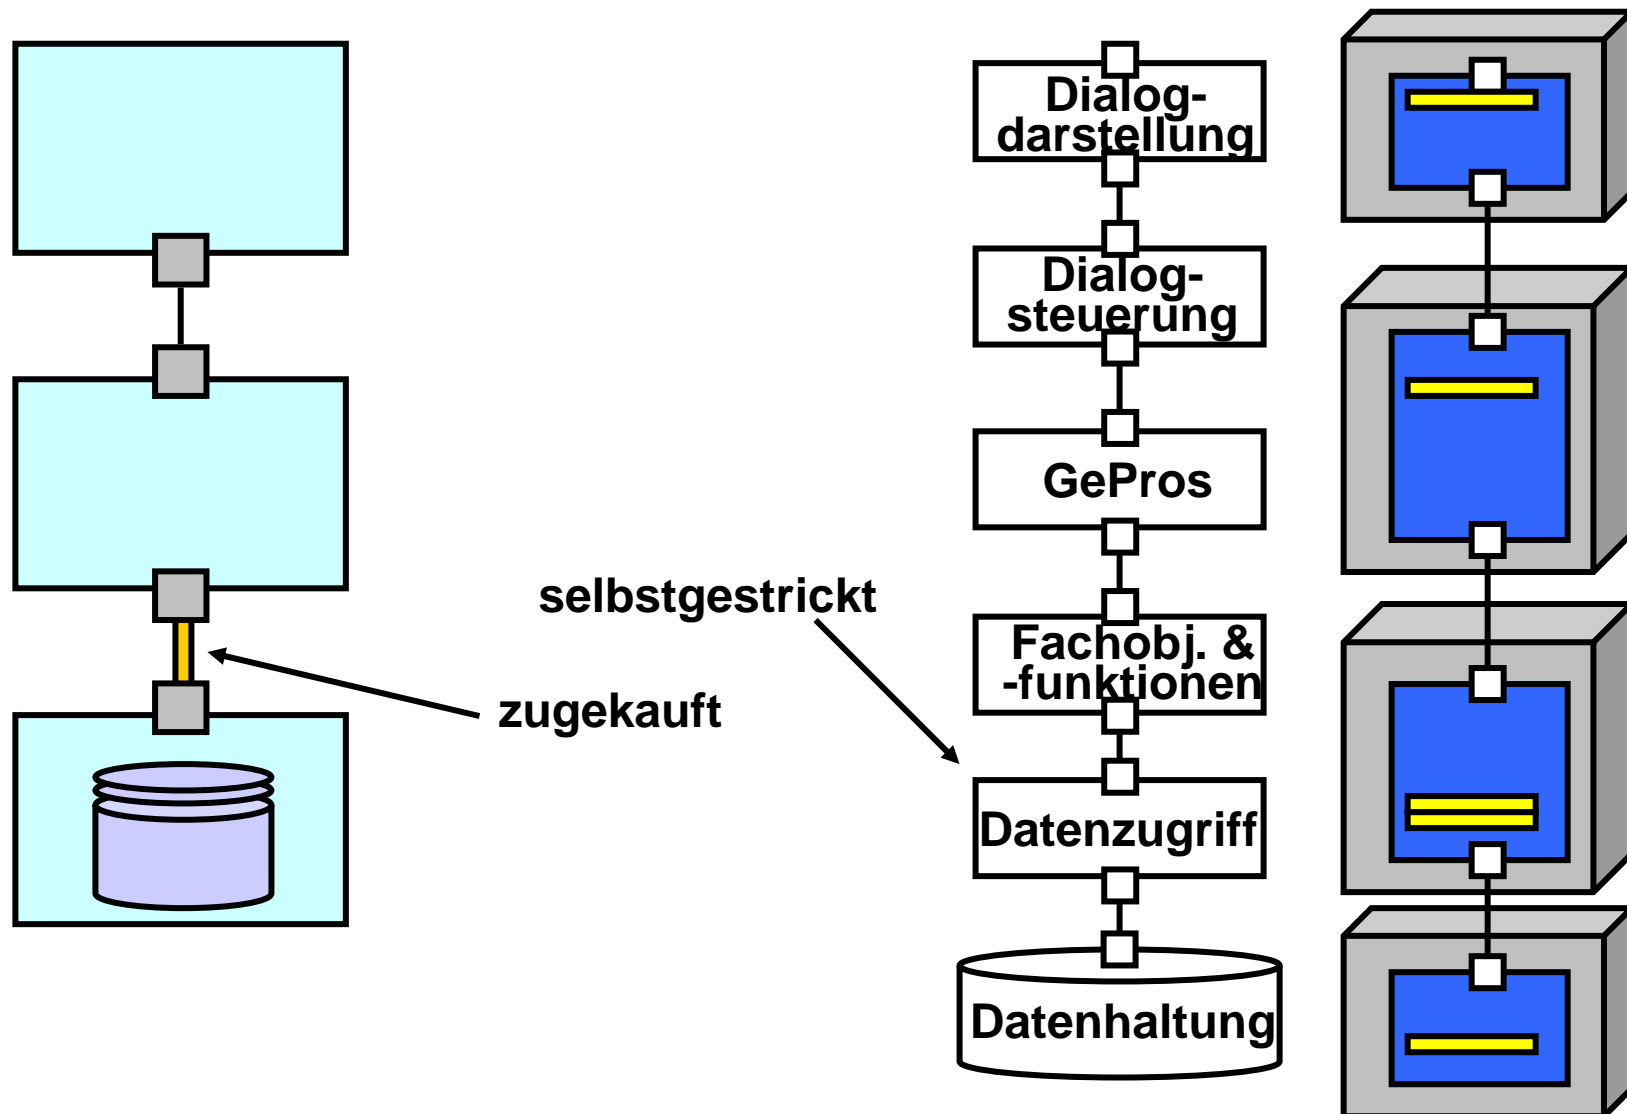 Dialog-
darstellung
Dialog-
steuerung
GePros
selbstgestrickt
Fachobj. &
-funktionen
zugekauft
Datenzugriff
Datenhaltung